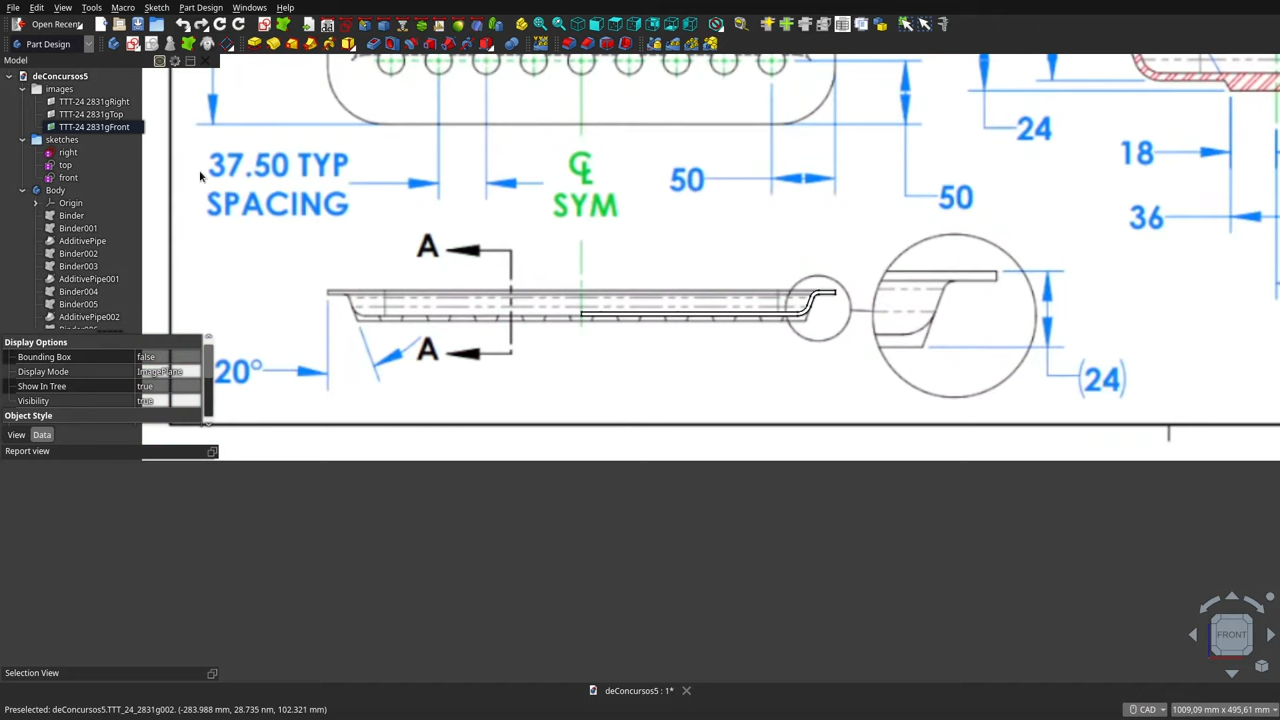 File Edit View Tools Macro Sketch Part Design Windows Help
Open Recent
Part Design
Model
deConcursos5
images
TTT-24 2831gRight
TTT-24 2831gTop
TTT-24 2831gFront
sketches
right
top
front
Body
Origin
Binder
Binder001
AdditivePipe
Binder002
Binder003
AdditivePipe001
Binder004
Binder005
AdditivePipe002
Display Options
Bounding Box false
Display Mode ImagePlane
Show In Tree true
Visibility true
Object Style
View Data
Report view
Selection View
37.50 TYP
SPACING
CL
SYM
50
50
24
18
36
A
A
20°
(24)
FRONT
deConcursos5 : 1*
Preselected: deConcursos5.TTT_24_2831g002. (-283.988 mm, 28.735 mm, 102.321 mm)
CAD
1009,09 mm x 495,61 mm